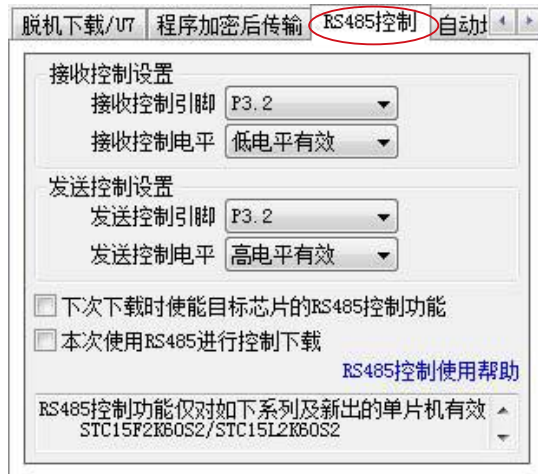 脱机下载/U7 程序加密后传输 RS485控制 自动
接收控制设置
接收控制引脚 P3.2
接收控制电平 低电平有效
发送控制设置
发送控制引脚 P3.2
发送控制电平 高电平有效
下次下载时使能目标芯片的RS485控制功能
本次使用RS485进行控制下载
RS485控制使用帮助
RS485控制功能仅对如下系列及新出的单片机有效
STC15F2K60S2/STC15L2K60S2